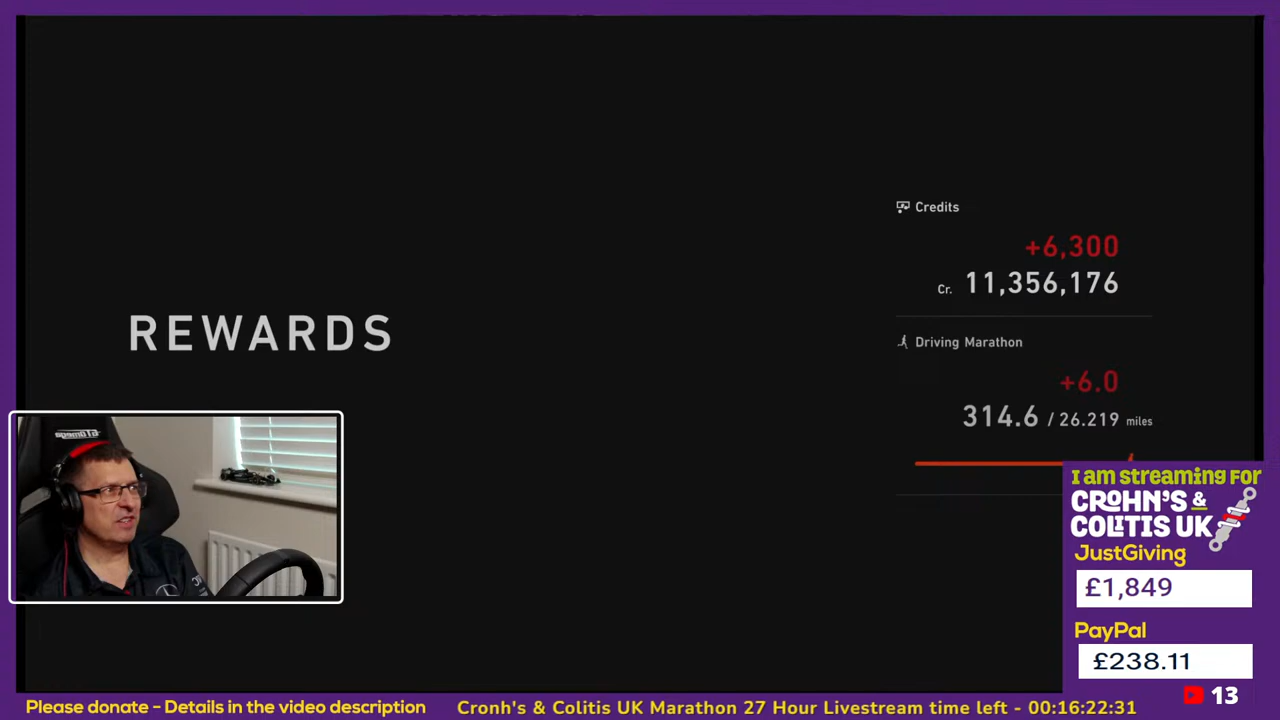 Credits
+6,300
Cr. 11,356,176
REWARDS
Driving Marathon
+6.0
314.6 / 26.219 miles
GTOmega
I am streaming for
CROHN'S &
COLITIS UK
JustGiving
£1,849
PayPal
£238.11
13
Please donate - Details in the video description
Cronh's & Colitis UK Marathon 27 Hour Livestream time left - 00:16:22:31